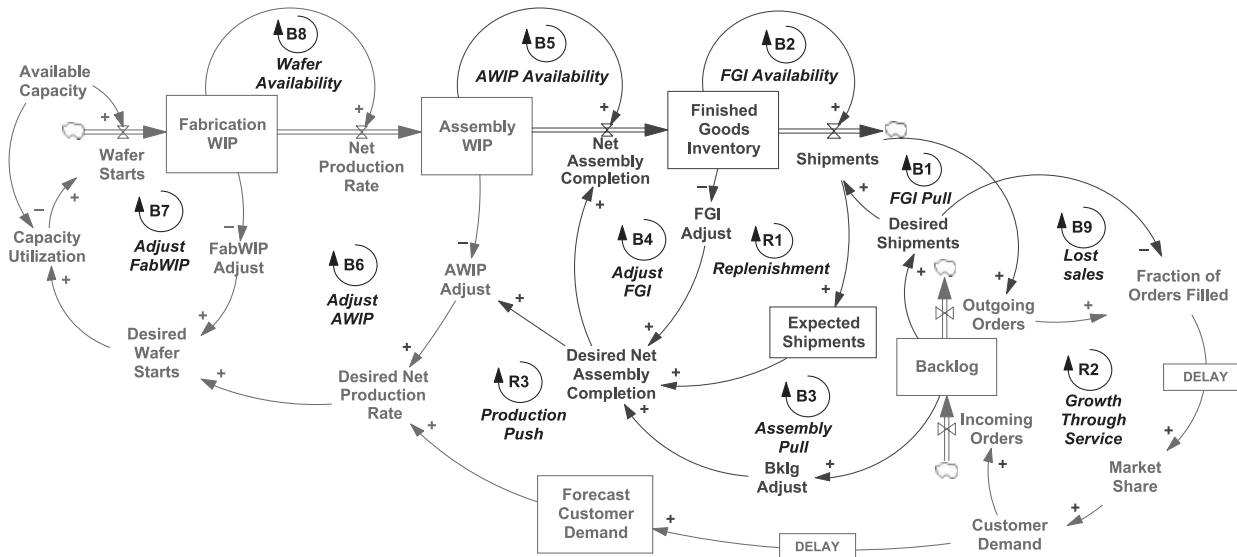 B8
Wafer
Availability
B5
AWIP Availability
B2
FGI Availability
Available
Capacity
+
Fabrication
WIP
+
Assembly
WIP
+
Finished
Goods
Inventory
+
Wafer
Starts
Net
Production
Rate
Net
Assembly
Completion
Shipments
+
B7
Adjust
FabWIP
–
–
–
–
+
B1
FGI Pull
Capacity
Utilization
+
FabWIP
Adjust
+
B6
Adjust
AWIP
AWIP
Adjust
+
B4
Adjust
FGI
FGI
Adjust
R1
Replenishment
Desired
Shipments
+
B9
Lost
sales
–
Fraction of
Orders Filled
+
+
Outgoing
Orders
+
Desired
Wafer
Starts
+
+
+
Desired Net
Production
Rate
R3
Production
Push
Desired Net
Assembly
Completion
+
+
+
Expected
Shipments
Backlog
R2
Growth
Through
Service
DELAY
B3
Assembly
Pull
Incoming
Orders
+
Bklg
Adjust
+
+
Market
Share
Forecast
Customer
Demand
+
DELAY
Customer
Demand
+